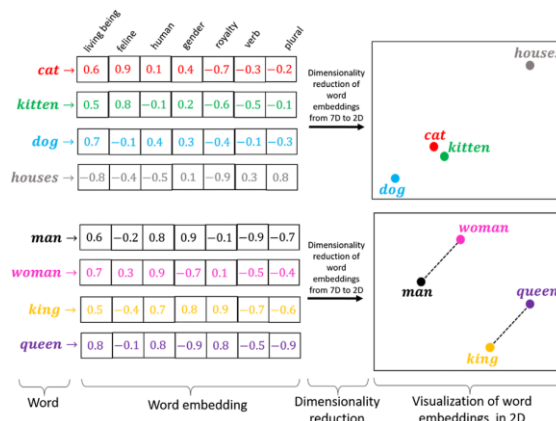 living being feline human gender royalty verb plural
cat → 0.6 0.9 0.1 0.4 −0.7 −0.3 −0.2
kitten → 0.5 0.8 −0.1 0.2 −0.6 −0.5 −0.1
dog → 0.7 −0.1 0.4 0.3 −0.4 −0.1 −0.3
houses → −0.8 −0.4 −0.5 0.1 −0.9 0.3 0.8
Dimensionality
reduction of
word
embeddings
from 7D to 2D
houses
cat
kitten
dog
man → 0.6 −0.2 0.8 0.9 −0.1 −0.9 −0.7
woman → 0.7 0.3 0.9 −0.7 0.1 −0.5 −0.4
king → 0.5 −0.4 0.7 0.8 0.9 −0.7 −0.6
queen → 0.8 −0.1 0.8 −0.9 0.8 −0.5 −0.9
Dimensionality
reduction of
word
embeddings
from 7D to 2D
woman
man
queen
king
Word
Word embedding
Dimensionality
reduction
Visualization of word
embeddings in 2D